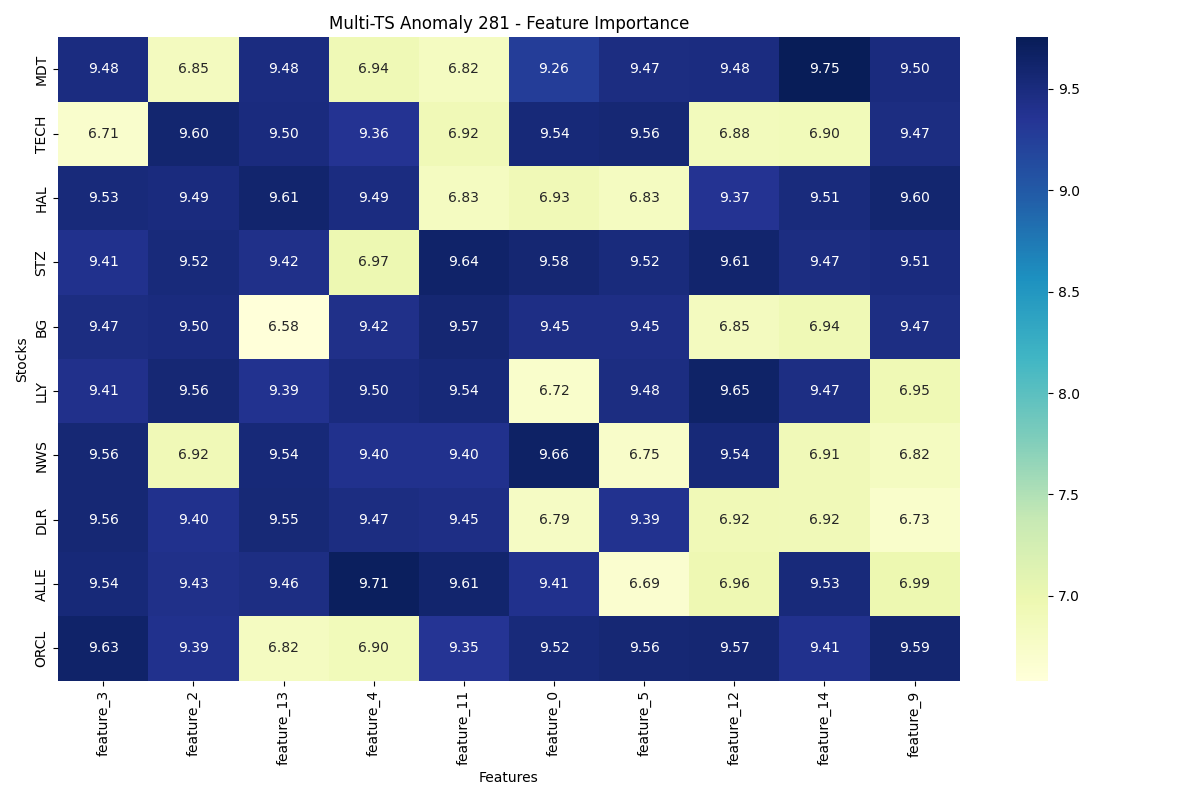 Multi-TS Anomaly 281 - Feature Importance
Stocks
MDT 9.48 6.85 9.48 6.94 6.82 9.26 9.47 9.48 9.75 9.50
TECH 6.71 9.60 9.50 9.36 6.92 9.54 9.56 6.88 6.90 9.47
HAL 9.53 9.49 9.61 9.49 6.83 6.93 6.83 9.37 9.51 9.60
STZ 9.41 9.52 9.42 6.97 9.64 9.58 9.52 9.61 9.47 9.51
BG 9.47 9.50 6.58 9.42 9.57 9.45 9.45 6.85 6.94 9.47
LLY 9.41 9.56 9.39 9.50 9.54 6.72 9.48 9.65 9.47 6.95
NWS 9.56 6.92 9.54 9.40 9.40 9.66 6.75 9.54 6.91 6.82
DLR 9.56 9.40 9.55 9.47 9.45 6.79 9.39 6.92 6.92 6.73
ALLE 9.54 9.43 9.46 9.71 9.61 9.41 6.69 6.96 9.53 6.99
ORCL 9.63 9.39 6.82 6.90 9.35 9.52 9.56 9.57 9.41 9.59
feature_3 feature_2 feature_13 feature_4 feature_11 feature_0 feature_5 feature_12 feature_14 feature_9
Features
9.5
9.0
8.5
8.0
7.5
7.0